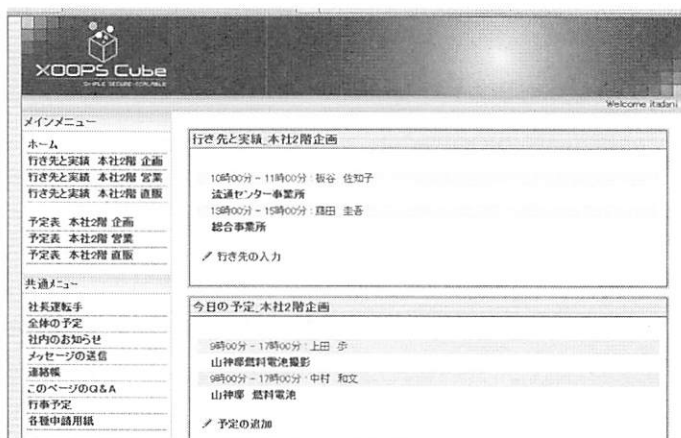 XOOPS Cube
SIMPLE SECURE SCALABLE
Welcome itadani
メインメニュー
ホーム
行き先と実績 本社2階 企画
行き先と実績 本社2階 営業
行き先と実績 本社2階 直販
予定表 本社2階 企画
予定表 本社2階 営業
予定表 本社2階 直販
共通メニュー
社長運転手
全体の予定
社内のお知らせ
メッセージの送信
連絡帳
このページのQ&A
行事予定
各種申請用紙
行き先と実績_本社2階企画
10時00分 - 11時00分 : 板谷 佐知子
流通センター事業所
13時00分 - 15時00分 : 藤田 圭吾
総合事業所
行き先の入力
今日の予定_本社2階企画
9時00分 - 17時00分 : 上田 歩
山神邸燃料電池撮影
9時00分 - 17時00分 : 中村 和文
山神邸 燃料電池
予定の追加